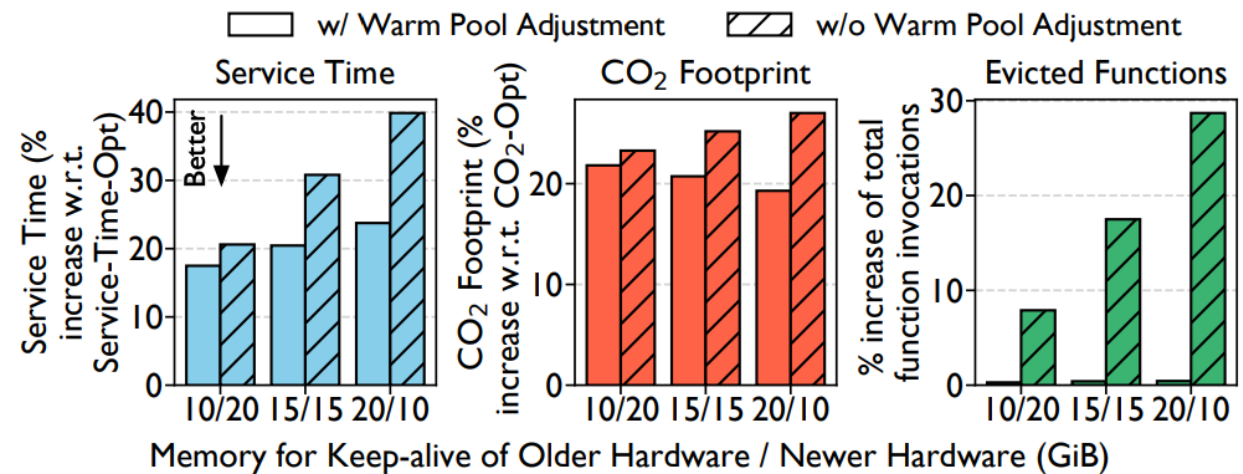 w/ Warm Pool Adjustment
w/o Warm Pool Adjustment
Service Time
Service Time (%
increase w.r.t.
Service-Time-Opt)
40
30
20
10
0
Better
10/20 15/15 20/10
CO₂ Footprint
CO₂ Footprint (%
increase w.r.t. CO₂-Opt)
20
10
0
10/20 15/15 20/10
Evicted Functions
% increase of total
function invocations
30
20
10
0
10/20 15/15 20/10
Memory for Keep-alive of Older Hardware / Newer Hardware (GiB)